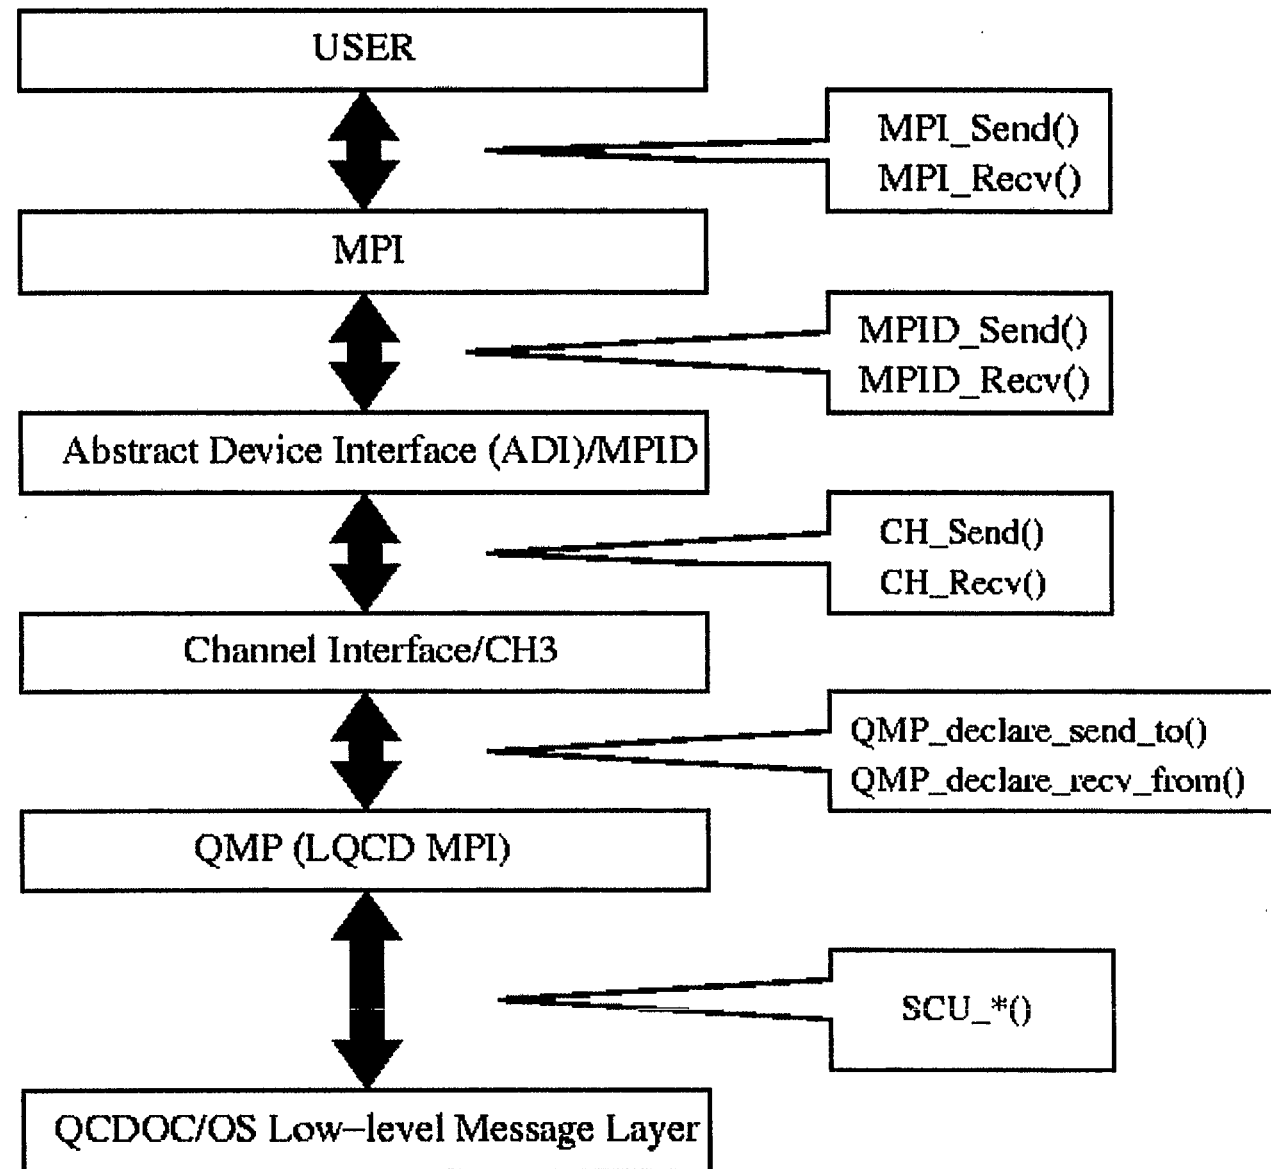 USER
MPI_Send()
MPI_Recv()
MPI
MPID_Send()
MPID_Recv()
Abstract Device Interface (ADI)/MPID
CH_Send()
CH_Recv()
Channel Interface/CH3
QMP_declare_send_to()
QMP_declare_recv_from()
QMP (LQCD MPI)
SCU_*()
QCDOC/OS Low-level Message Layer